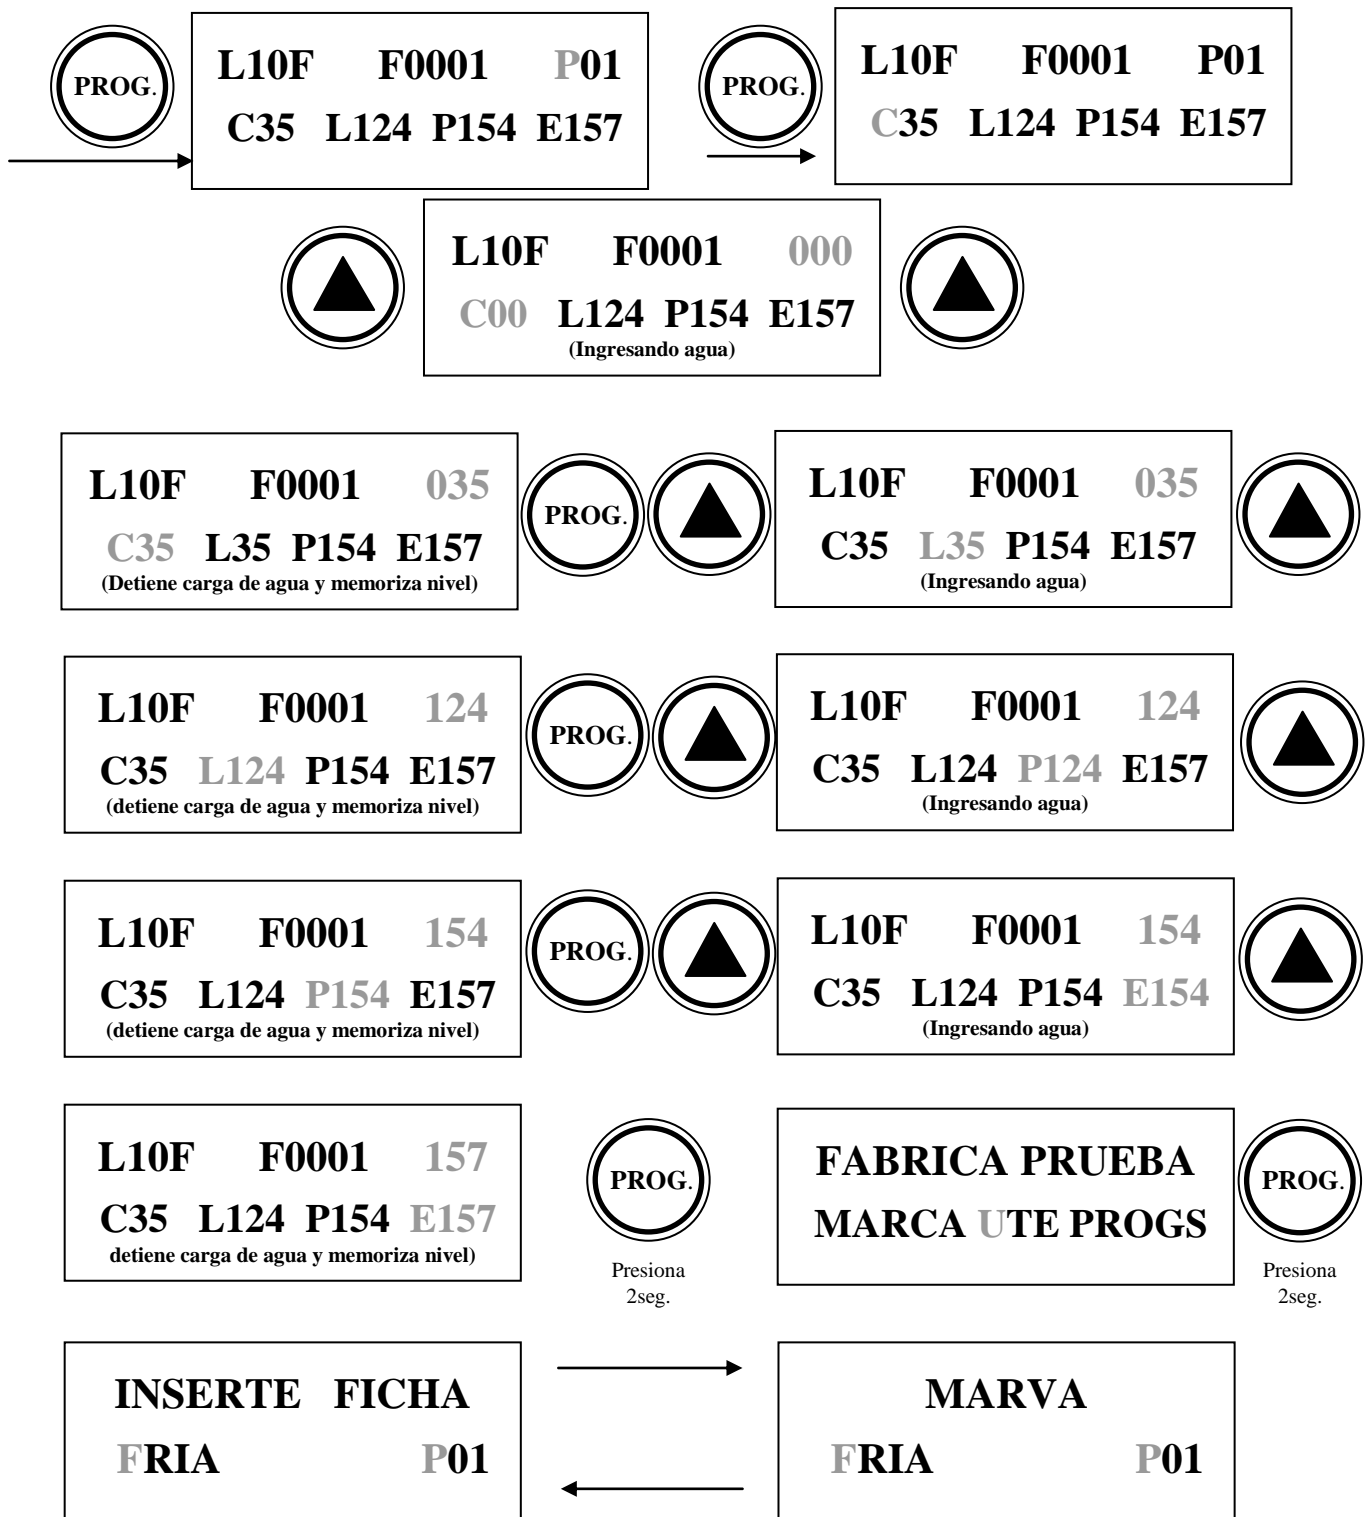 PROG.
L10F F0001 P01
C35 L124 P154 E157
PROG.
L10F F0001 P01
C35 L124 P154 E157
L10F F0001 000
C00 L124 P154 E157
(Ingresando agua)
L10F F0001 035
C35 L35 P154 E157
(Detiene carga de agua y memoriza nivel)
PROG.
L10F F0001 035
C35 L35 P154 E157
(Ingresando agua)
L10F F0001 124
C35 L124 P154 E157
(detiene carga de agua y memoriza nivel)
PROG.
L10F F0001 124
C35 L124 P124 E157
(Ingresando agua)
L10F F0001 154
C35 L124 P154 E157
(detiene carga de agua y memoriza nivel)
PROG.
L10F F0001 154
C35 L124 P154 E154
(Ingresando agua)
L10F F0001 157
C35 L124 P154 E157
detiene carga de agua y memoriza nivel)
PROG.
Presiona
2seg.
FABRICA PRUEBA
MARCA UTE PROGS
PROG.
Presiona
2seg.
INSERTE FICHA
FRIA P01
MARVA
FRIA P01